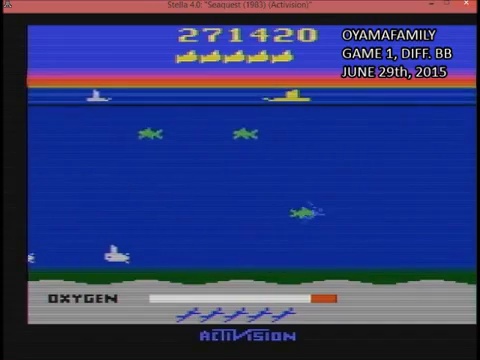 Stella 4.0: "Seaquest (1983) (Activision)"
271420
OYAMAFAMILY
GAME 1, DIFF. BB
JUNE 29th, 2015
OXYGEN
ACTIVISION